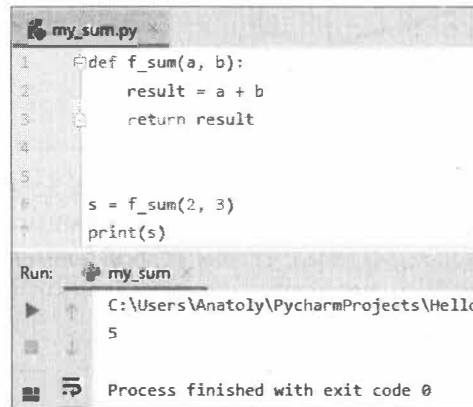 my_sum.py
1 def f_sum(a, b):
2 result = a + b
3 return result
4
5
6 s = f_sum(2, 3)
7 print(s)
Run: my_sum
C:\Users\Anatoly\PycharmProjects\Hello
5
Process finished with exit code 0